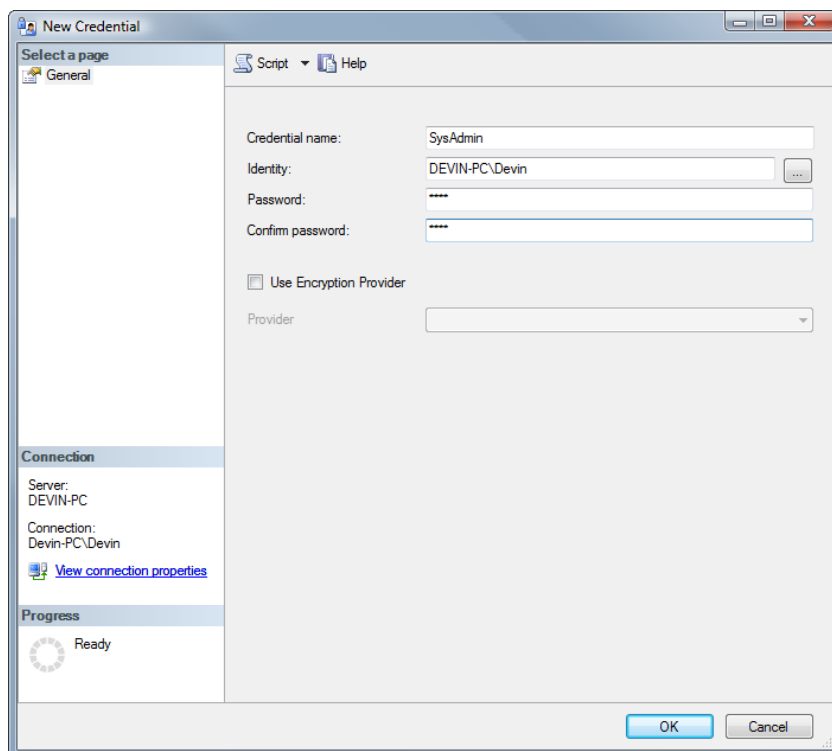 New Credential
Select a page
General
Script Help
Credential name: SysAdmin
Identity: DEVIN-PC\Devin ...
Password: ****
Confirm password: ****
Use Encryption Provider
Provider
Connection
Server:
DEVIN-PC
Connection:
Devin-PC\Devin
View connection properties
Progress
Ready
OK Cancel